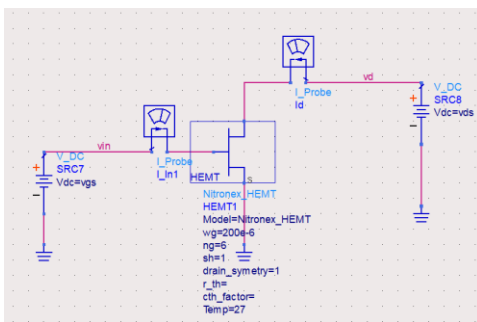 I_Probe
Id
vd
V_DC
SRC8
Vdc=vds
vin
I_Probe
I_In1
V_DC
SRC7
Vdc=vgs
HEMT
S
Nitronex_HEMT
HEMT1
Model=Nitronex_HEMT
wg=200e-6
ng=6
sh=1
drain_symetry=1
r_th=
cth_factor=
Temp=27